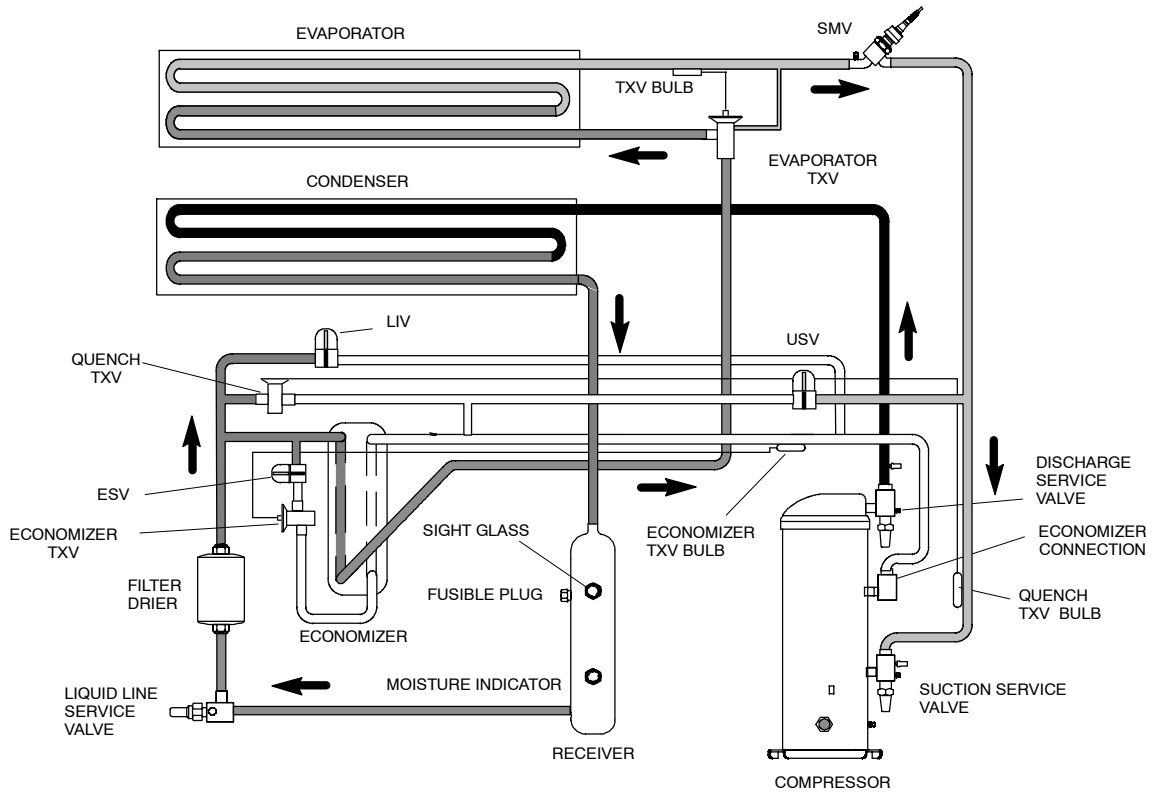 SMV
EVAPORATOR
TXV BULB
EVAPORATOR
TXV
CONDENSER
LIV
USV
QUENCH
TXV
ESV
ECONOMIZER
TXV
DISCHARGE
SERVICE
VALVE
ECONOMIZER
TXV BULB
SIGHT GLASS
ECONOMIZER
CONNECTION
FILTER
DRIER
FUSIBLE PLUG
QUENCH
TXV BULB
ECONOMIZER
MOISTURE INDICATOR
LIQUID LINE
SERVICE
VALVE
SUCTION SERVICE
VALVE
RECEIVER
COMPRESSOR